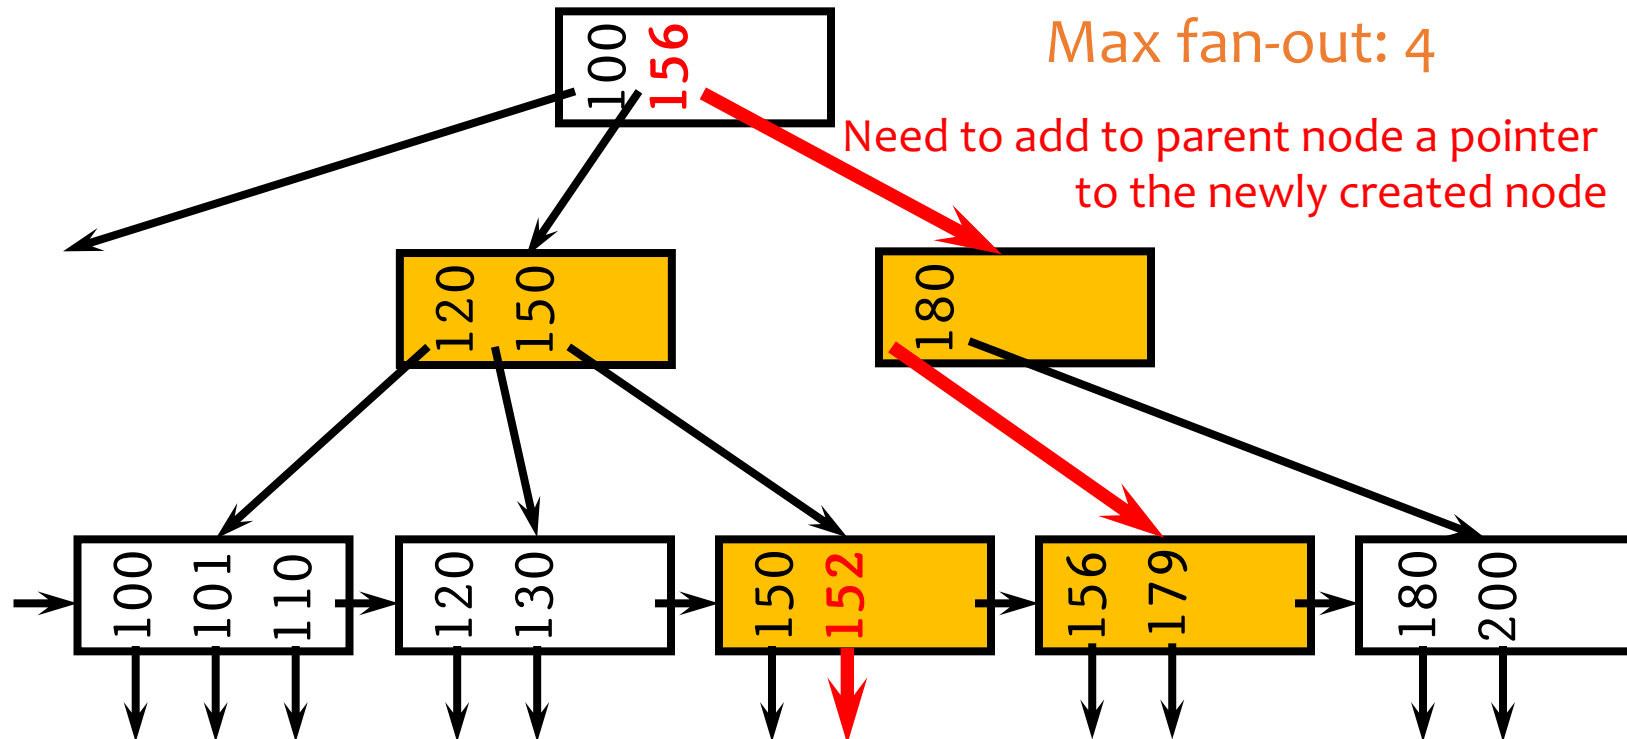 100 156
Max fan-out: 4
Need to add to parent node a pointer
to the newly created node
120 150
180
100 101 110
120 130
150 152
156 179
180 200